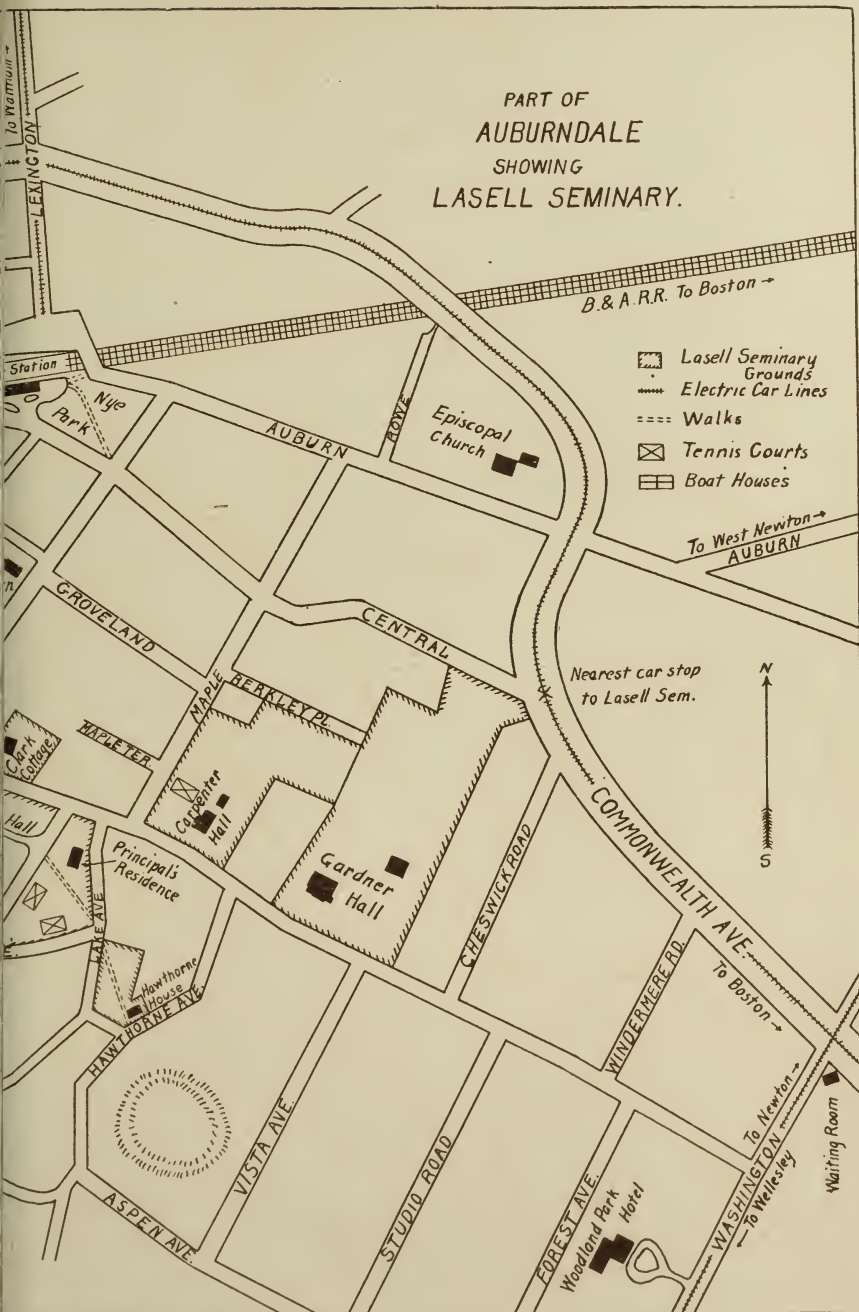 PART OF
AUBURNDALE
SHOWING
LASELL SEMINARY.
LEXINGTON
B. & A. R.R. To Boston →
Station
Nye
Park
AUBURN
ROWE
Episcopal
Church
Lasell Seminary
Grounds
Electric Car Lines
Walks
Tennis Courts
Boat Houses
To West Newton →
AUBURN
GROVELAND
CENTRAL
Nearest car stop
to Lasell Sem.
N
S
MAPLE
BERKLEY PL.
MAPLE TER.
Clark
Cottage
Carpenter
Hall
Hall
Principal's
Residence
Gardner
Hall
CHESWICK ROAD
COMMONWEALTH AVE.
LAKE AVE.
Hawthorne
House
HAWTHORNE AVE.
WINDERMERE RD.
To Boston →
To Newton →
WASHINGTON
← To Wellesley
Waiting Room
VISTA AVE.
STUDIO ROAD
FOREST AVE.
Woodland Park
Hotel
ASPEN AVE.